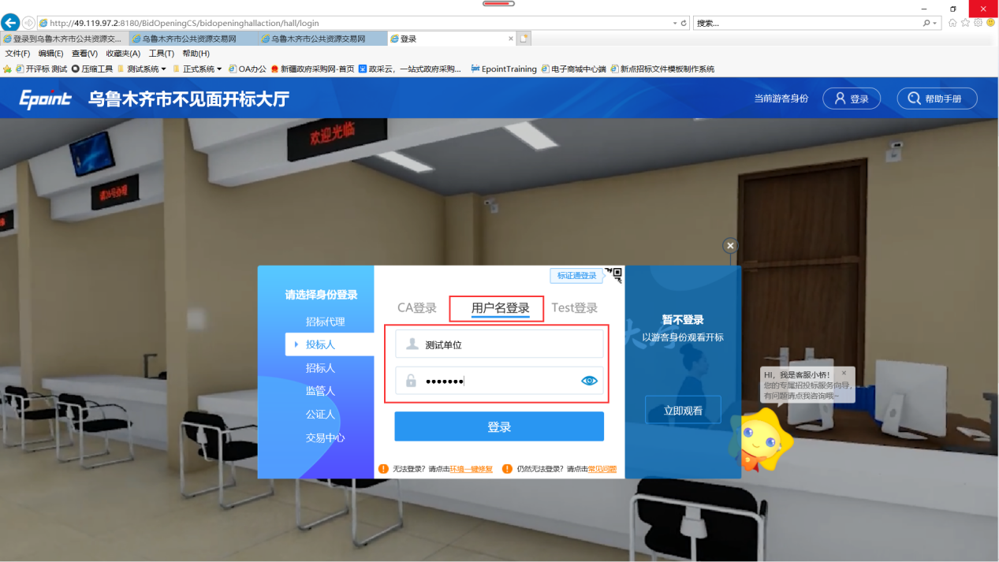 http://49.119.97.2:8180/BidOpeningCS/bidopeninghallaction/hall/login
搜索...
登录到乌鲁木齐市公共资源交...
乌鲁木齐市公共资源交易网
乌鲁木齐市公共资源交易网
登录
文件(F) 编辑(E) 查看(V) 收藏夹(A) 工具(T) 帮助(H)
开评标 测试 压缩工具 测试系统 正式系统 OA办公 新疆政府采购网-首页 政采云，一站式政府采购... EpointTraining 电子商城中心端 新点招标文件模板制作系统
Epoint 乌鲁木齐市不见面开标大厅
当前游客身份 登录 帮助手册
欢迎光临
请选择身份登录
招标代理
投标人
招标人
监管人
公证人
交易中心
标证通登录
CA登录 用户名登录 Test登录
测试单位
•••••••
登录
无法登录？请点击环境一键修复
仍然无法登录？请点击常见问题
暂不登录
以游客身份观看开标
立即观看
HI，我是客服小桥！
您的专属招投标服务向导，
有问题请点我咨询哦~